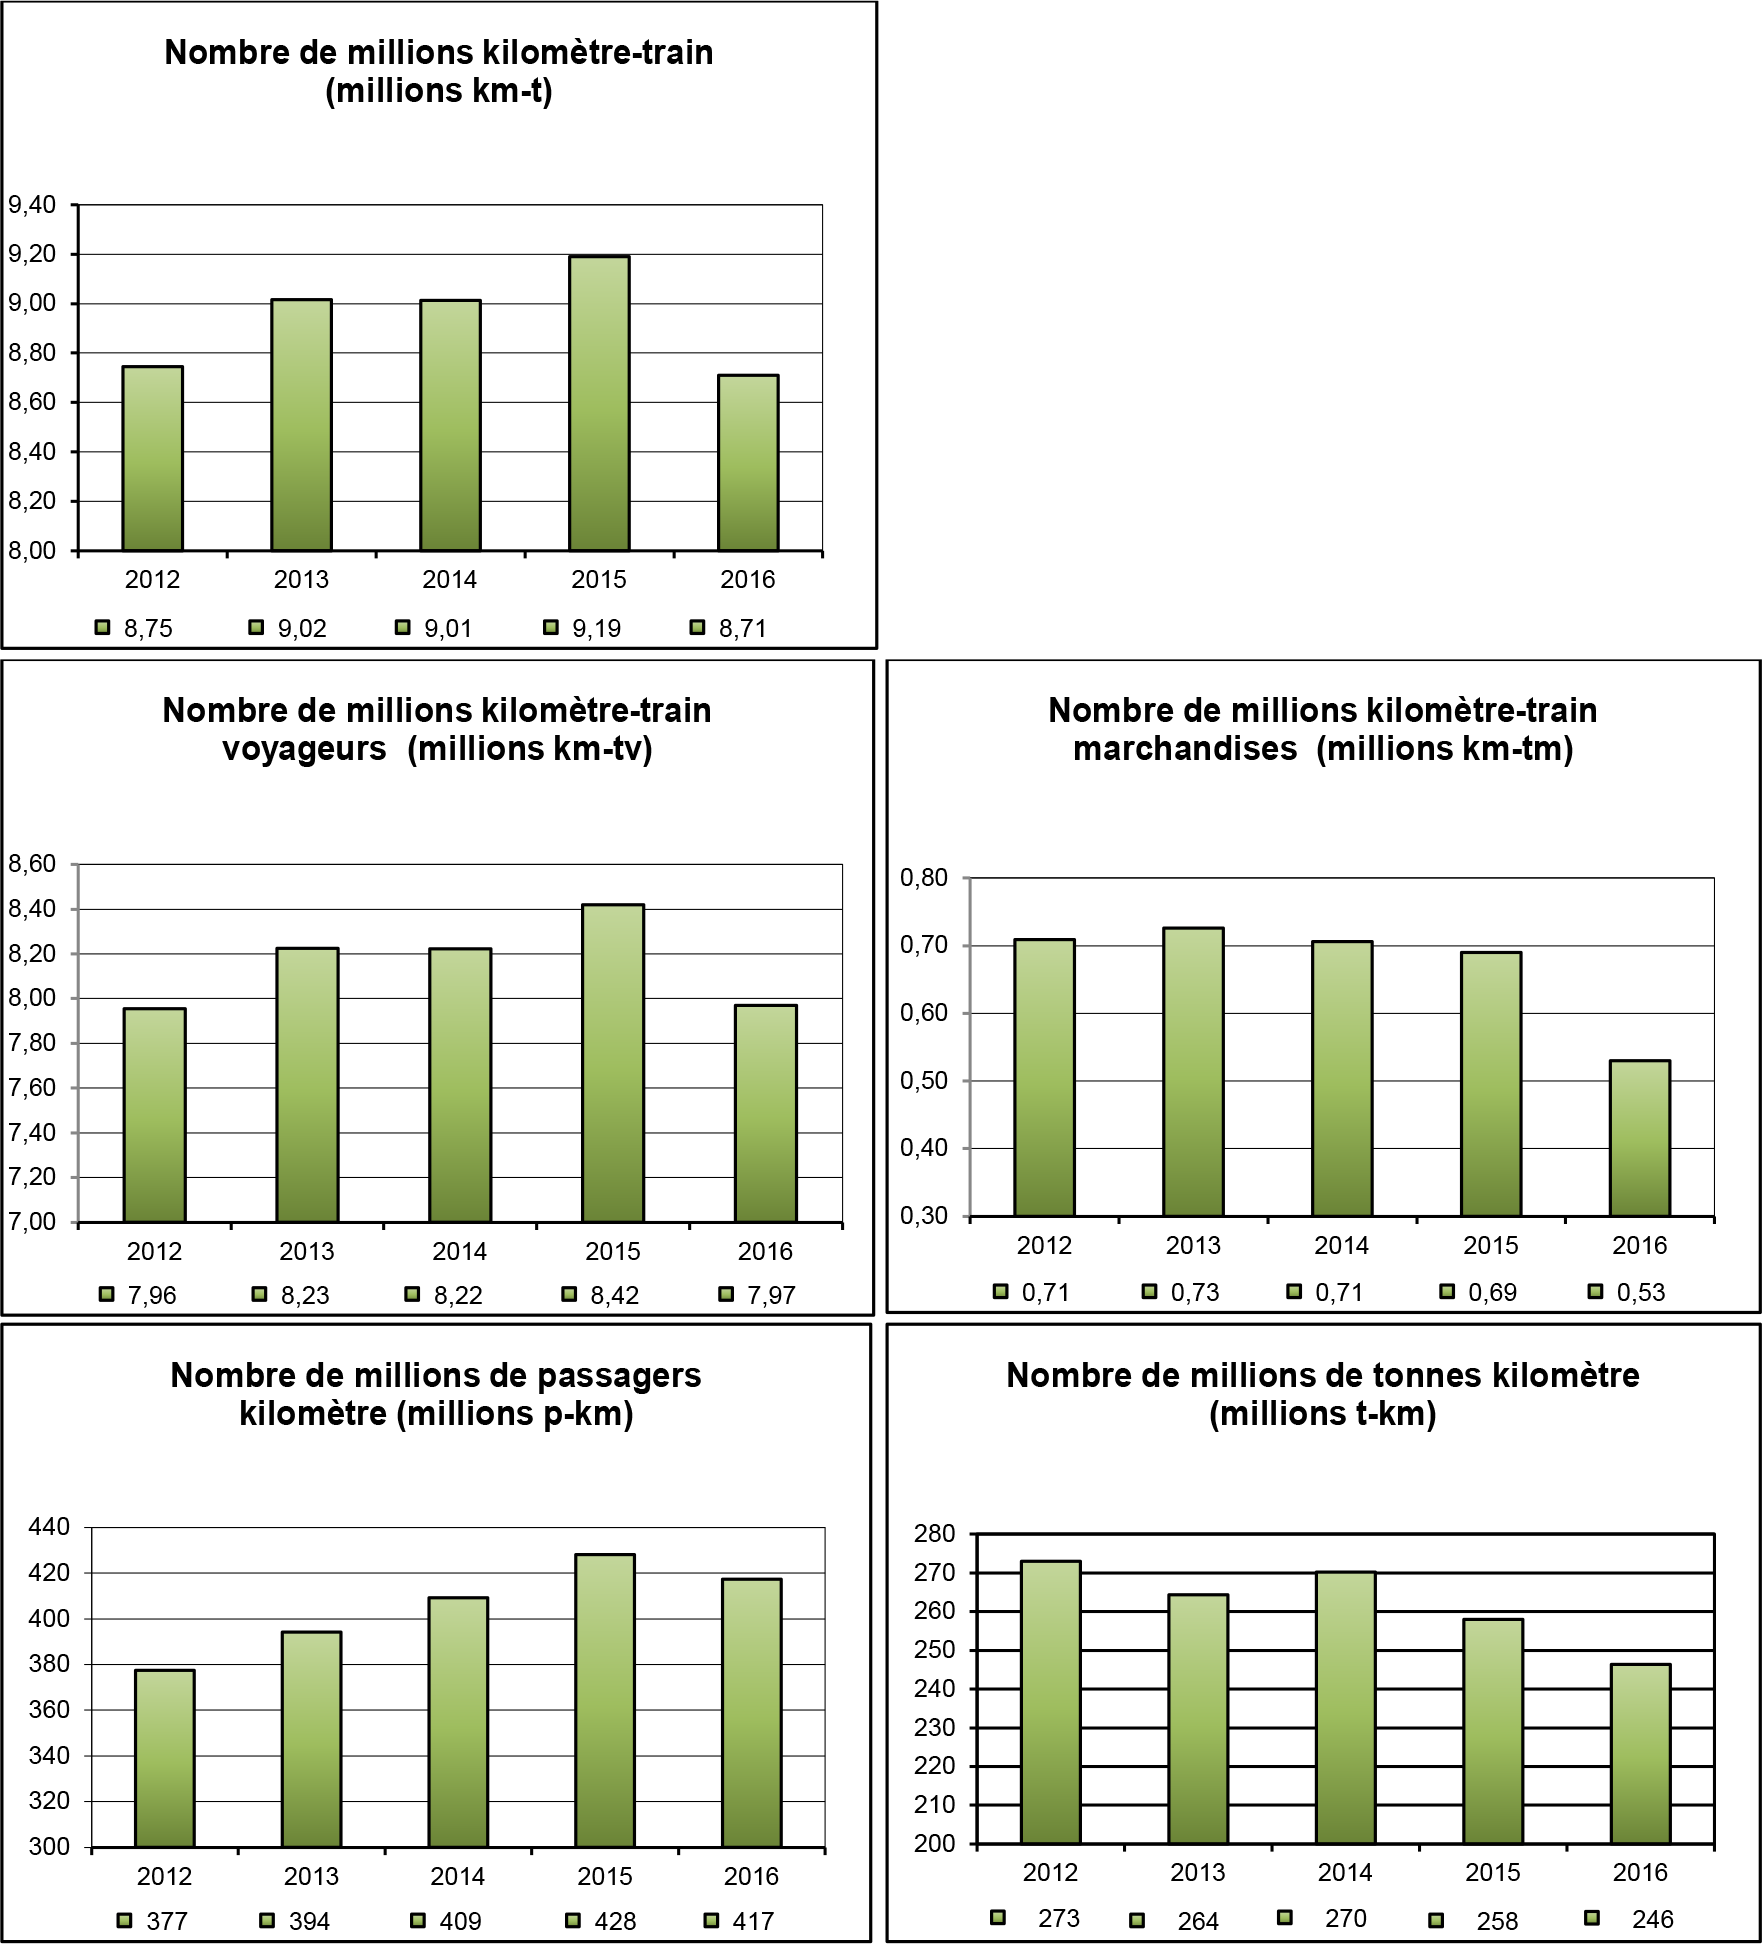 Nombre de millions kilomètre-train
(millions km-t)
9,40
9,20
9,00
8,80
8,60
8,40
8,20
8,00
2012 2013 2014 2015 2016
8,75 9,02 9,01 9,19 8,71
Nombre de millions kilomètre-train
voyageurs (millions km-tv)
8,60
8,40
8,20
8,00
7,80
7,60
7,40
7,20
7,00
2012 2013 2014 2015 2016
7,96 8,23 8,22 8,42 7,97
Nombre de millions kilomètre-train
marchandises (millions km-tm)
0,80
0,70
0,60
0,50
0,40
0,30
2012 2013 2014 2015 2016
0,71 0,73 0,71 0,69 0,53
Nombre de millions de passagers
kilomètre (millions p-km)
440
420
400
380
360
340
320
300
2012 2013 2014 2015 2016
377 394 409 428 417
Nombre de millions de tonnes kilomètre
(millions t-km)
280
270
260
250
240
230
220
210
200
2012 2013 2014 2015 2016
273 264 270 258 246